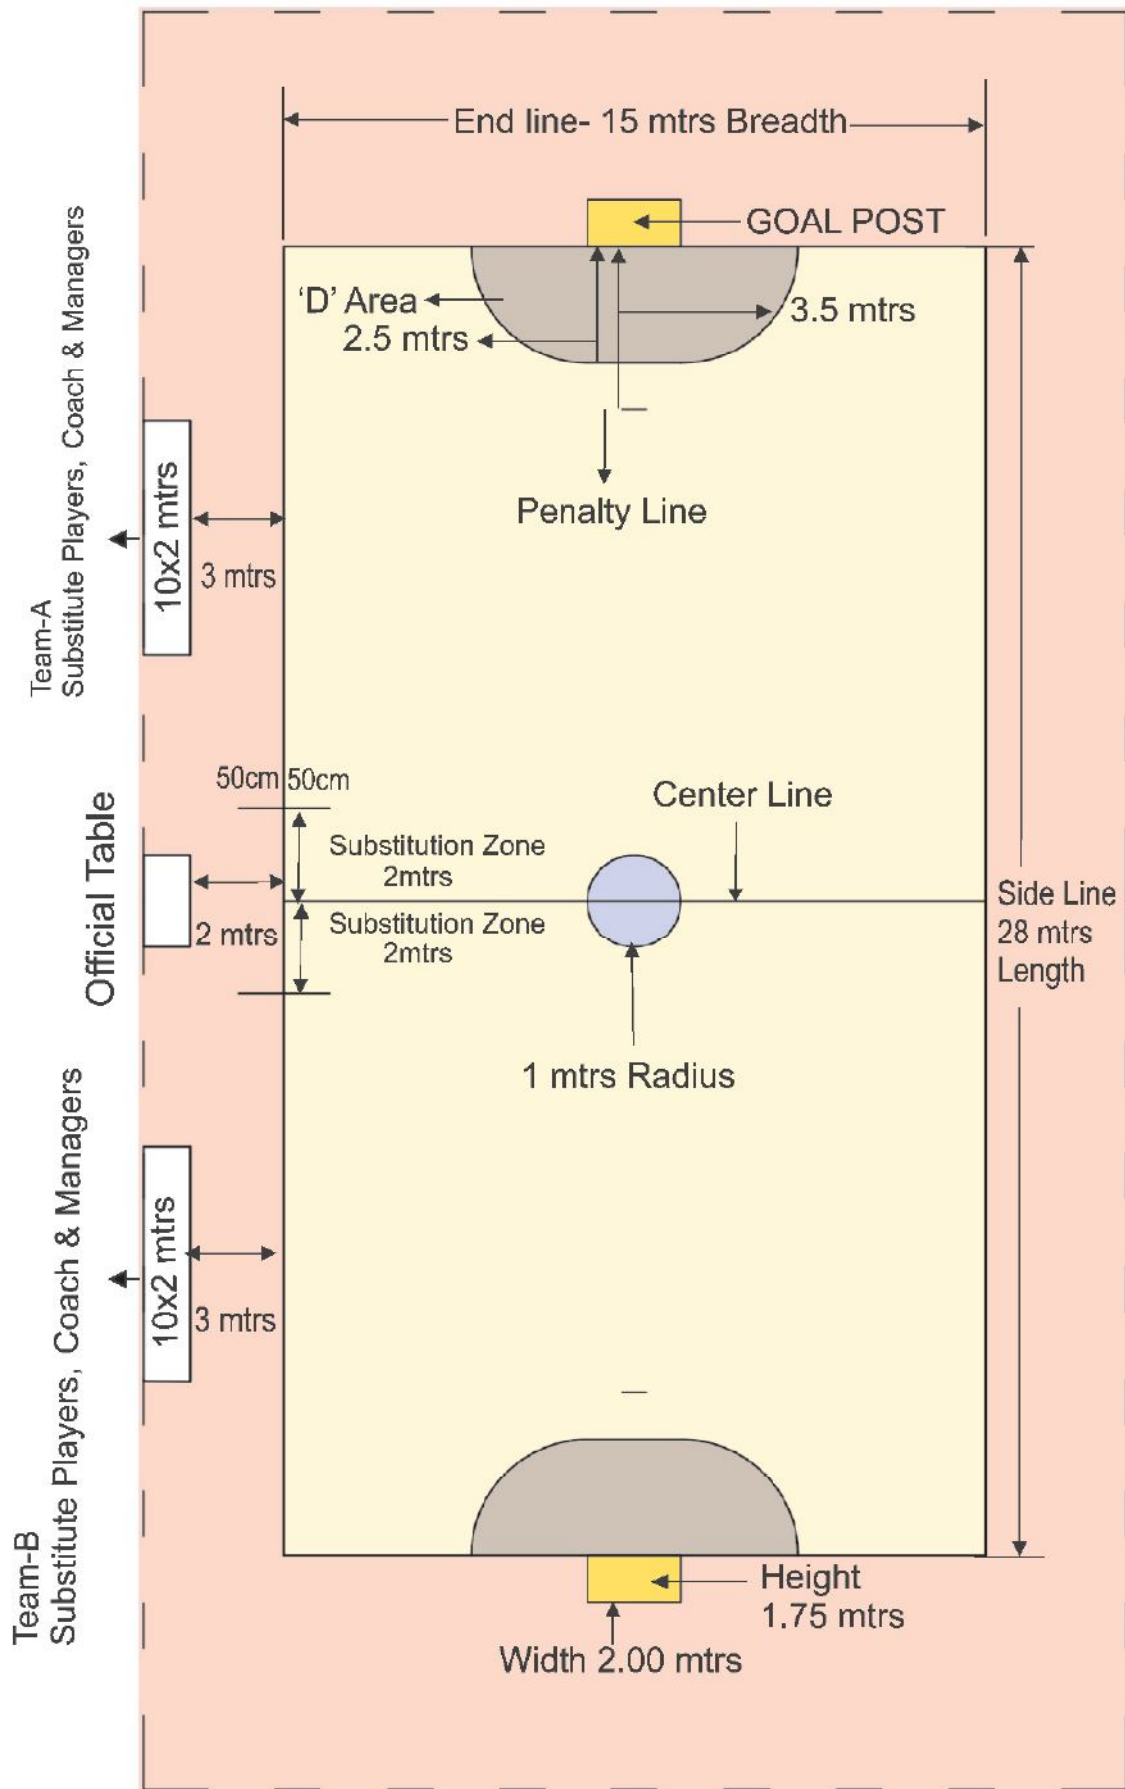 End line- 15 mtrs Breadth
GOAL POST
'D' Area
2.5 mtrs
3.5 mtrs
Penalty Line
Team-A
Substitute Players, Coach & Managers
10x2 mtrs
3 mtrs
50cm 50cm
Center Line
Official Table
Substitution Zone
2mtrs
2 mtrs
Substitution Zone
2mtrs
Side Line
28 mtrs
Length
1 mtrs Radius
Team-B
Substitute Players, Coach & Managers
10x2 mtrs
3 mtrs
Height
1.75 mtrs
Width 2.00 mtrs